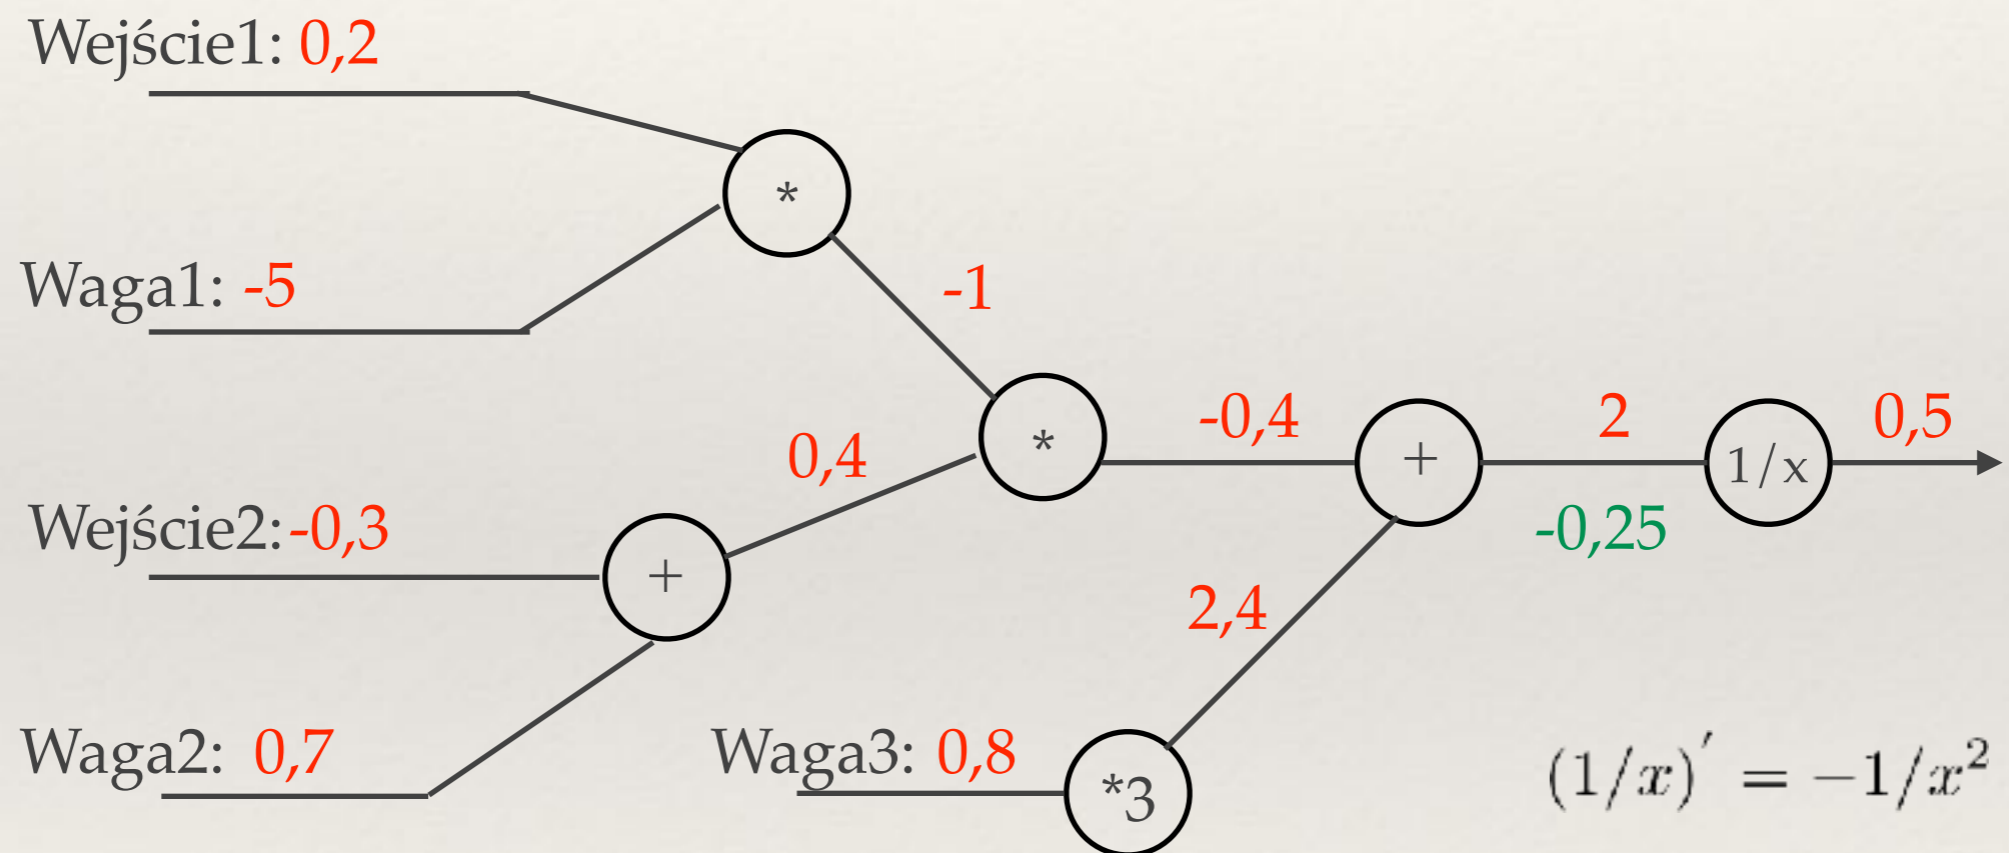 Wejście1: 0,2
*
Waga1: -5
-1
-0,4
2
0,5
0,4
*
+
1/x
Wejście2:-0,3
-0,25
+
2,4
Waga2: 0,7
Waga3: 0,8
*3
(1/x)′ = −1/x²